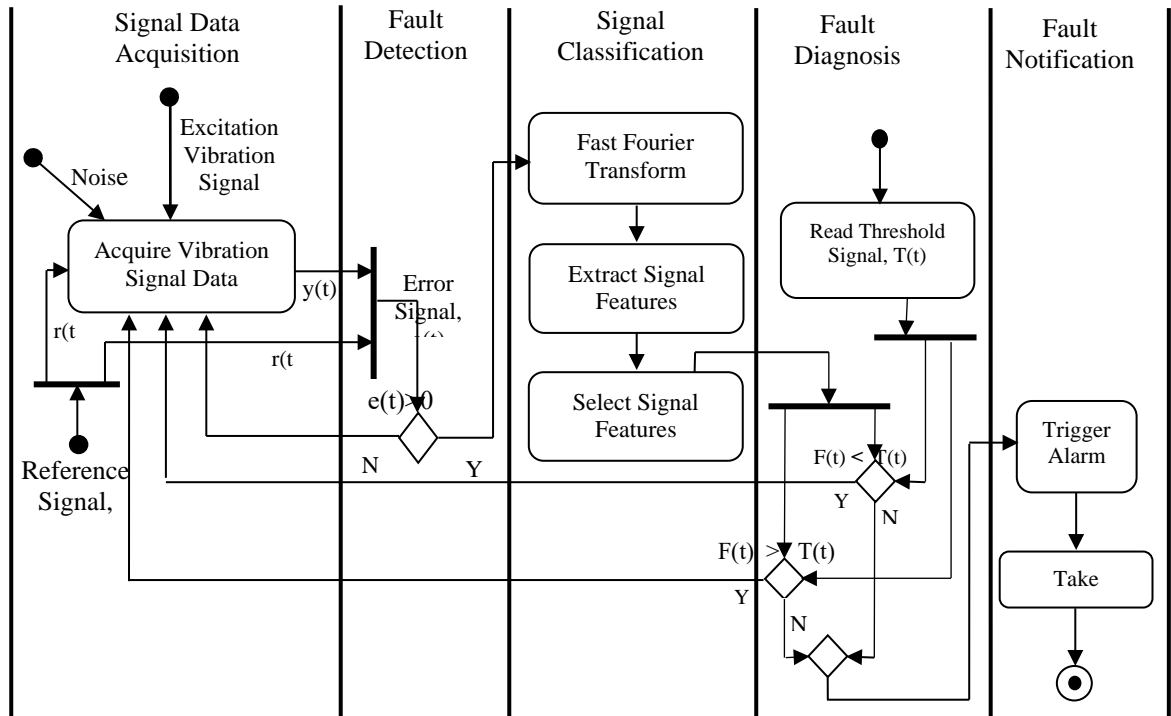 Signal Data
Acquisition
Fault
Detection
Signal
Classification
Fault
Diagnosis
Fault
Notification
Excitation
Vibration
Signal
Noise
Acquire Vibration
Signal Data
y(t)
r(t
r(t
Reference
Signal,
Error
Signal,
e(t)>0
N
Y
Fast Fourier
Transform
Extract Signal
Features
Select Signal
Features
Read Threshold
Signal, T(t)
F(t) < T(t)
Y
N
F(t) > T(t)
Y
N
Trigger
Alarm
Take